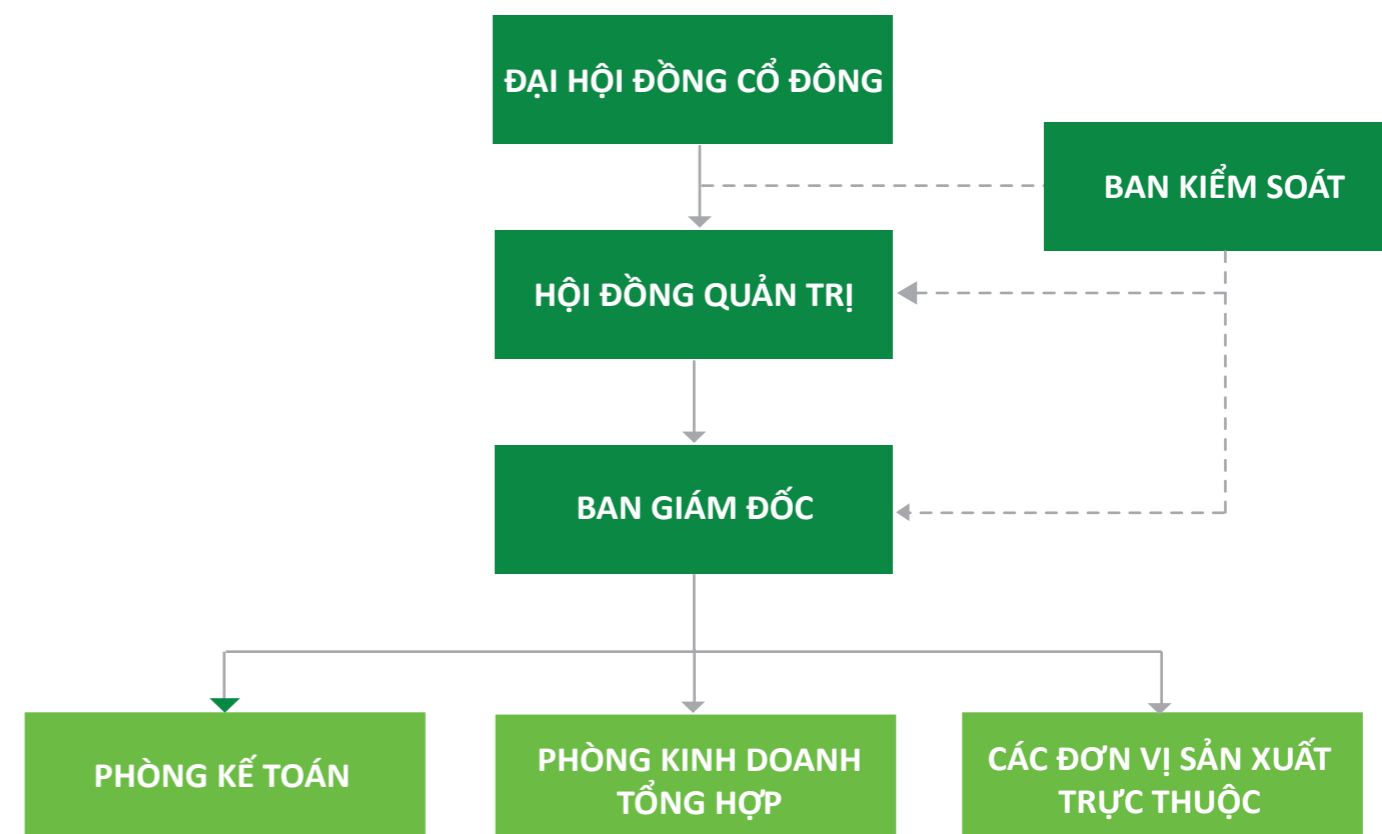 ĐẠI HỘI ĐỒNG CỔ ĐÔNG
BAN KIỂM SOÁT
HỘI ĐỒNG QUẢN TRỊ
BAN GIÁM ĐỐC
PHÒNG KẾ TOÁN
PHÒNG KINH DOANH
TỔNG HỢP
CÁC ĐƠN VỊ SẢN XUẤT
TRỰC THUỘC